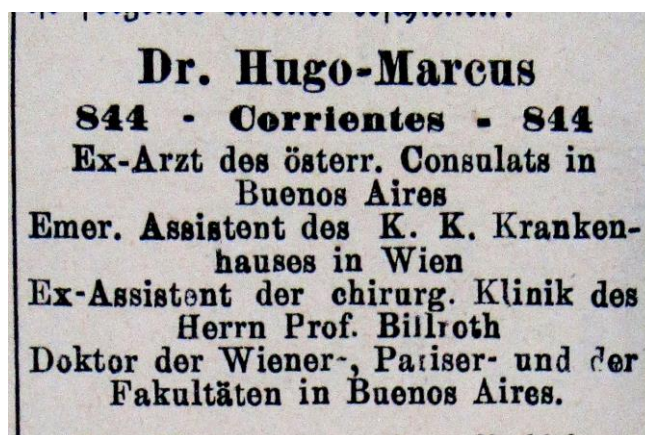 Dr. Hugo-Marcus
844 - Corrientes - 844
Ex-Arzt des österr. Consulats in
Buenos Aires
Emer. Assistent des K. K. Kranken-
hauses in Wien
Ex-Assistent der chirurg. Klinik des
Herrn Prof. Billroth
Doktor der Wiener-, Pariser- und der
Fakultäten in Buenos Aires.